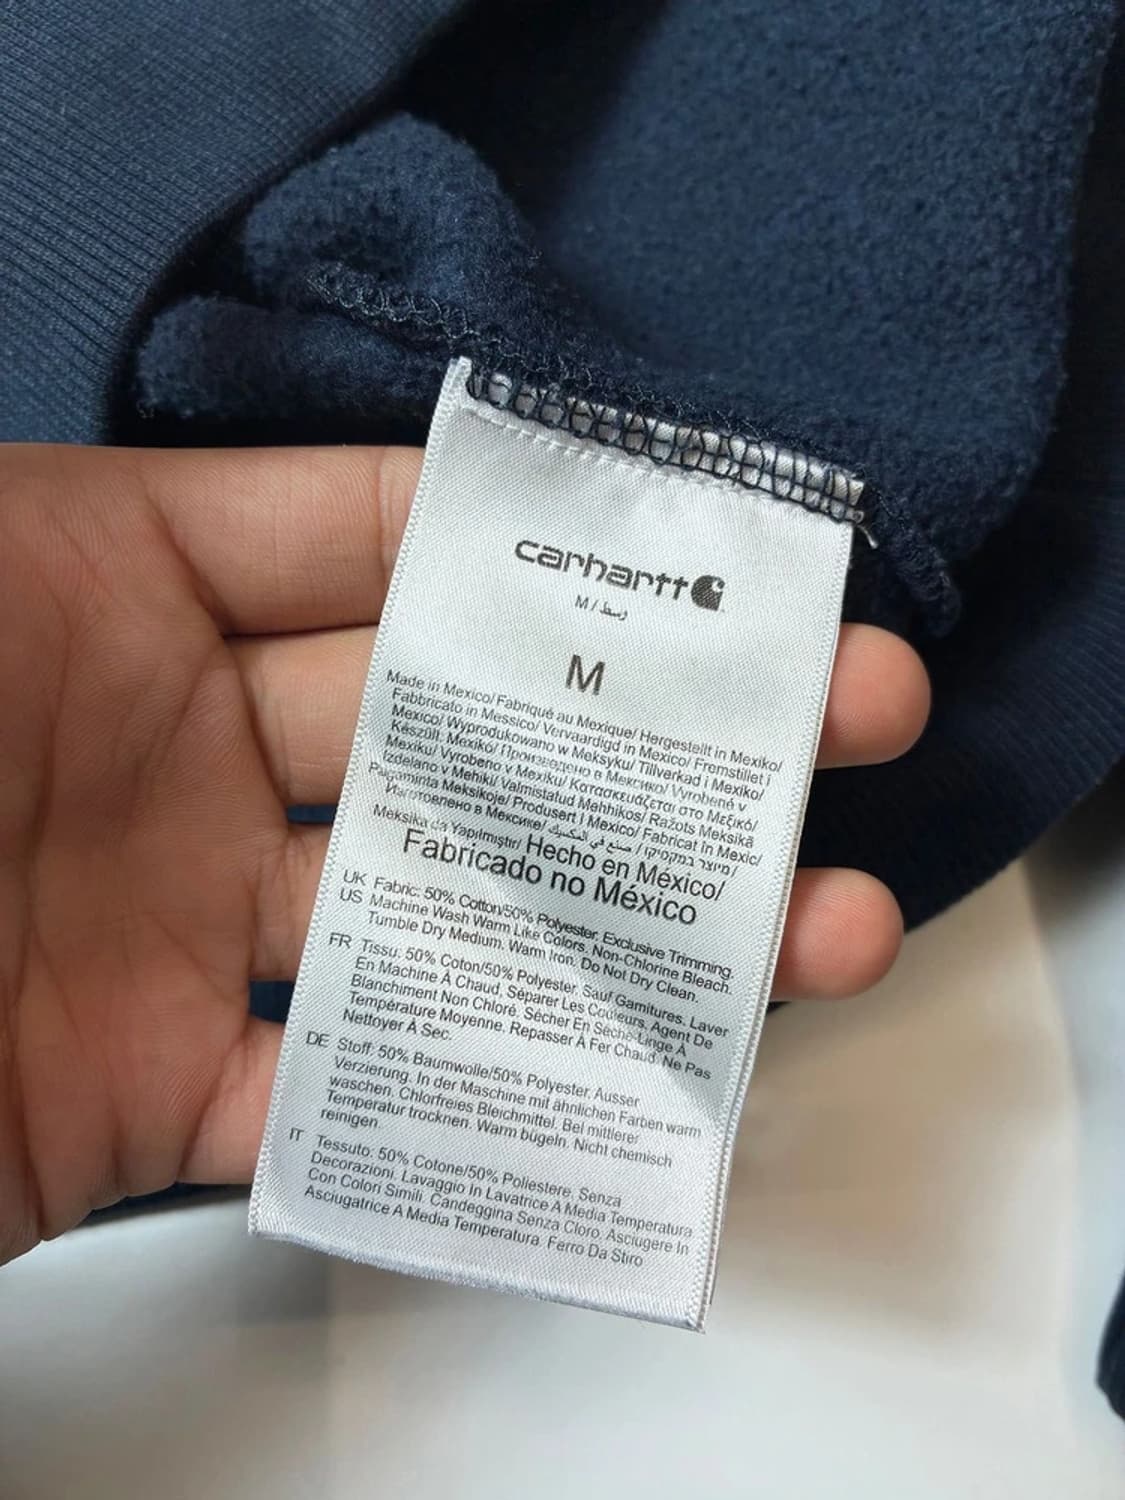 carhartt
M / وسط
M
Made in Mexico/ Fabriqué au Mexique/ Hergestellt in Mexiko/
Fabbricato in Messico/ Vervaardigd in Mexico/ Fremstillet i
Mexico/ Wyprodukowano w Meksyku/ Tillverkad i Mexiko/
Készült. Mexikó/ Произведено в Мексико/ Vyrobené v
Mexiku/ Vyrobeno v Mexiku/ Κατασκευάζεται στο Μεξικό/
Izdelano v Mehiki/ Valmistatud Mehhikos/ Ražots Meksikā
Pagaminta Meksikoje/ Produsert i Mexico/ Fabricat în Mexic/
Изготовлено в Мексике/ صنع في المكسيك / מיוצר במקסיקו/
Meksika da Yapılmıştır/ Hecho en México/
Fabricado no México
UK Fabric: 50% Cotton/50% Polyester, Exclusive Trimming.
US Machine Wash Warm Like Colors. Non-Chlorine Bleach.
Tumble Dry Medium. Warm Iron. Do Not Dry Clean.
FR Tissu: 50% Coton/50% Polyester, Sauf Garnitures. Laver
En Machine À Chaud, Séparer Les Couleurs, Agent De
Blanchiment Non Chloré. Sécher En Sèche-Linge À
Température Moyenne. Repasser À Fer Chaud. Ne Pas
Nettoyer À Sec.
DE Stoff: 50% Baumwolle/50% Polyester, Ausser
Verzierung. In der Maschine mit ähnlichen Farben warm
waschen. Chlorfreies Bleichmittel. Bei mittlerer
Temperatur trocknen. Warm bügeln. Nicht chemisch
reinigen.
IT Tessuto: 50% Cotone/50% Poliestere, Senza
Decorazioni. Lavaggio In Lavatrice A Media Temperatura
Con Colori Simili. Candeggina Senza Cloro. Asciugere In
Asciugatrice A Media Temperatura. Ferro Da Stiro